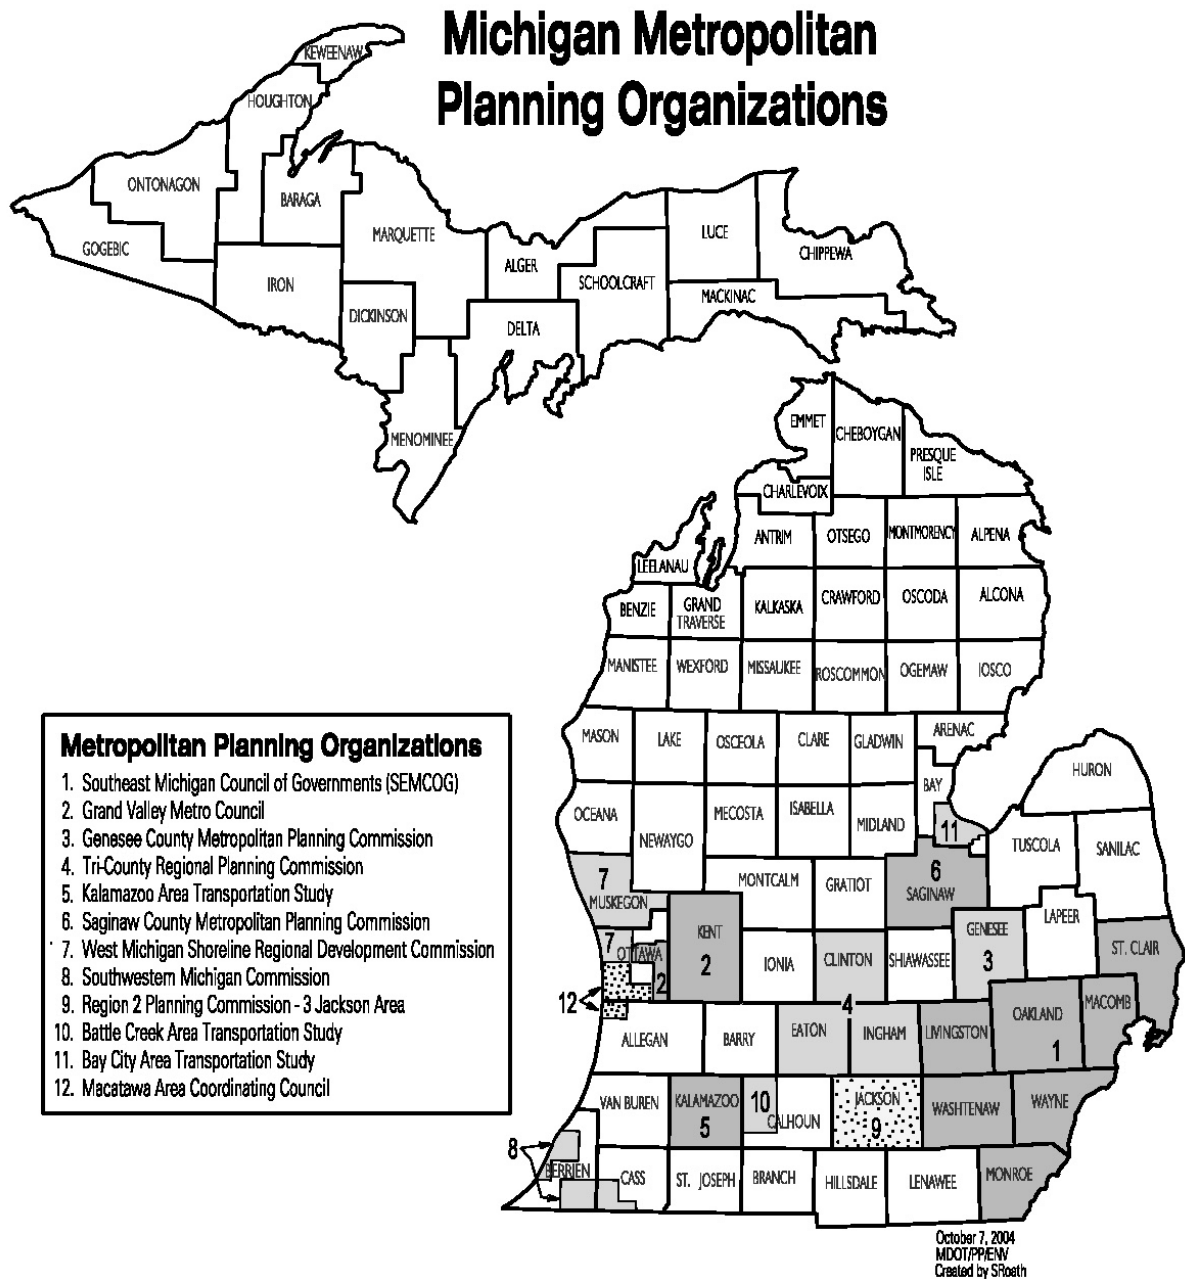 Michigan Metropolitan
Planning Organizations
KEWEENAW
HOUGHTON
ONTONAGON
BARAGA
GOGEBIC
MARQUETTE
LUCE
CHIPPEWA
ALGER
IRON
SCHOOLCRAFT
MACKINAC
DICKINSON
DELTA
MENOMINEE
EMMET
CHEBOYGAN
PRESQUE
ISLE
CHARLEVOIX
ANTRIM
OTSEGO
MONTMORENCY
ALPENA
LEELANAU
BENZIE
GRAND
TRAVERSE
KALKASKA
CRAWFORD
OSCODA
ALCONA
MANISTEE
WEXFORD
MISSAUKEE
ROSCOMMON
OGEMAW
IOSCO
MASON
LAKE
OSCEOLA
CLARE
GLADWIN
ARENAC
HURON
BAY
OCEANA
NEWAYGO
MECOSTA
ISABELLA
MIDLAND
11
TUSCOLA
SANILAC
7
MUSKEGON
MONTCALM
GRATIOT
6
SAGINAW
LAPEER
GENESEE
3
ST. CLAIR
7
OTTAWA
2
KENT
2
IONIA
CLINTON
SHIAWASSEE
12
4
ALLEGAN
BARRY
EATON
INGHAM
LIVINGSTON
OAKLAND
1
MACOMB
VAN BUREN
KALAMAZOO
5
10
CALHOUN
JACKSON
9
WASHTENAW
WAYNE
8
BERRIEN
CASS
ST. JOSEPH
BRANCH
HILLSDALE
LENAWEE
MONROE
Metropolitan Planning Organizations
1. Southeast Michigan Council of Governments (SEMCOG)
2. Grand Valley Metro Council
3. Genesee County Metropolitan Planning Commission
4. Tri-County Regional Planning Commission
5. Kalamazoo Area Transportation Study
6. Saginaw County Metropolitan Planning Commission
7. West Michigan Shoreline Regional Development Commission
8. Southwestern Michigan Commission
9. Region 2 Planning Commission - 3 Jackson Area
10. Battle Creek Area Transportation Study
11. Bay City Area Transportation Study
12. Macatawa Area Coordinating Council
October 7, 2004
MDOT/PP/ENV
Created by SRoath